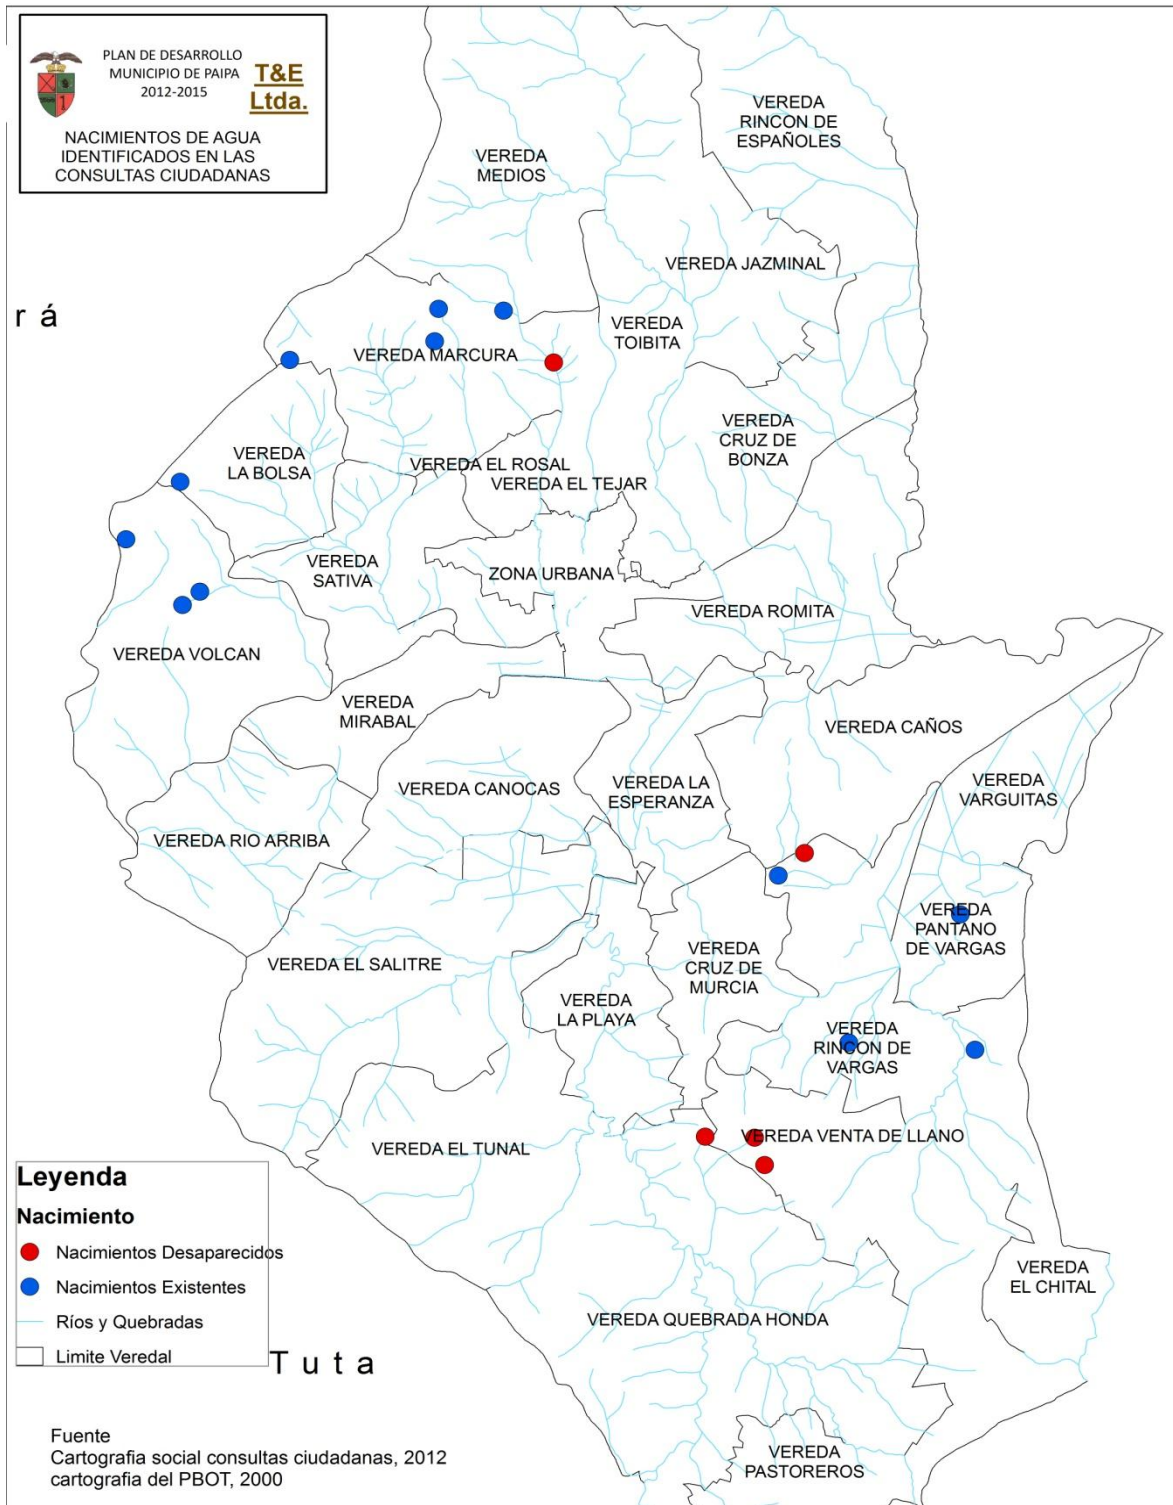 PLAN DE DESARROLLO
MUNICIPIO DE PAIPA
2012-2015
T&E
Ltda.
NACIMIENTOS DE AGUA
IDENTIFICADOS EN LAS
CONSULTAS CIUDADANAS
VEREDA
RINCON DE
ESPAÑOLES
VEREDA
MEDIOS
VEREDA JAZMINAL
r á
VEREDA
TOIBITA
VEREDA MARCURA
VEREDA
CRUZ DE
BONZA
VEREDA
LA BOLSA
VEREDA EL ROSAL
VEREDA EL TEJAR
VEREDA
SATIVA
ZONA URBANA
VEREDA ROMITA
VEREDA VOLCAN
VEREDA
MIRABAL
VEREDA CAÑOS
VEREDA CANOCAS
VEREDA LA
ESPERANZA
VEREDA
VARGUITAS
VEREDA RIO ARRIBA
VEREDA
PANTANO
DE VARGAS
VEREDA EL SALITRE
VEREDA
CRUZ DE
MURCIA
VEREDA
LA PLAYA
VEREDA
RINCON DE
VARGAS
VEREDA VENTA DE LLANO
VEREDA EL TUNAL
VEREDA
EL CHITAL
VEREDA QUEBRADA HONDA
Leyenda
Nacimiento
Nacimientos Desaparecidos
Nacimientos Existentes
Ríos y Quebradas
Limite Veredal
T u t a
VEREDA
PASTOREROS
Fuente
Cartografia social consultas ciudadanas, 2012
cartografia del PBOT, 2000